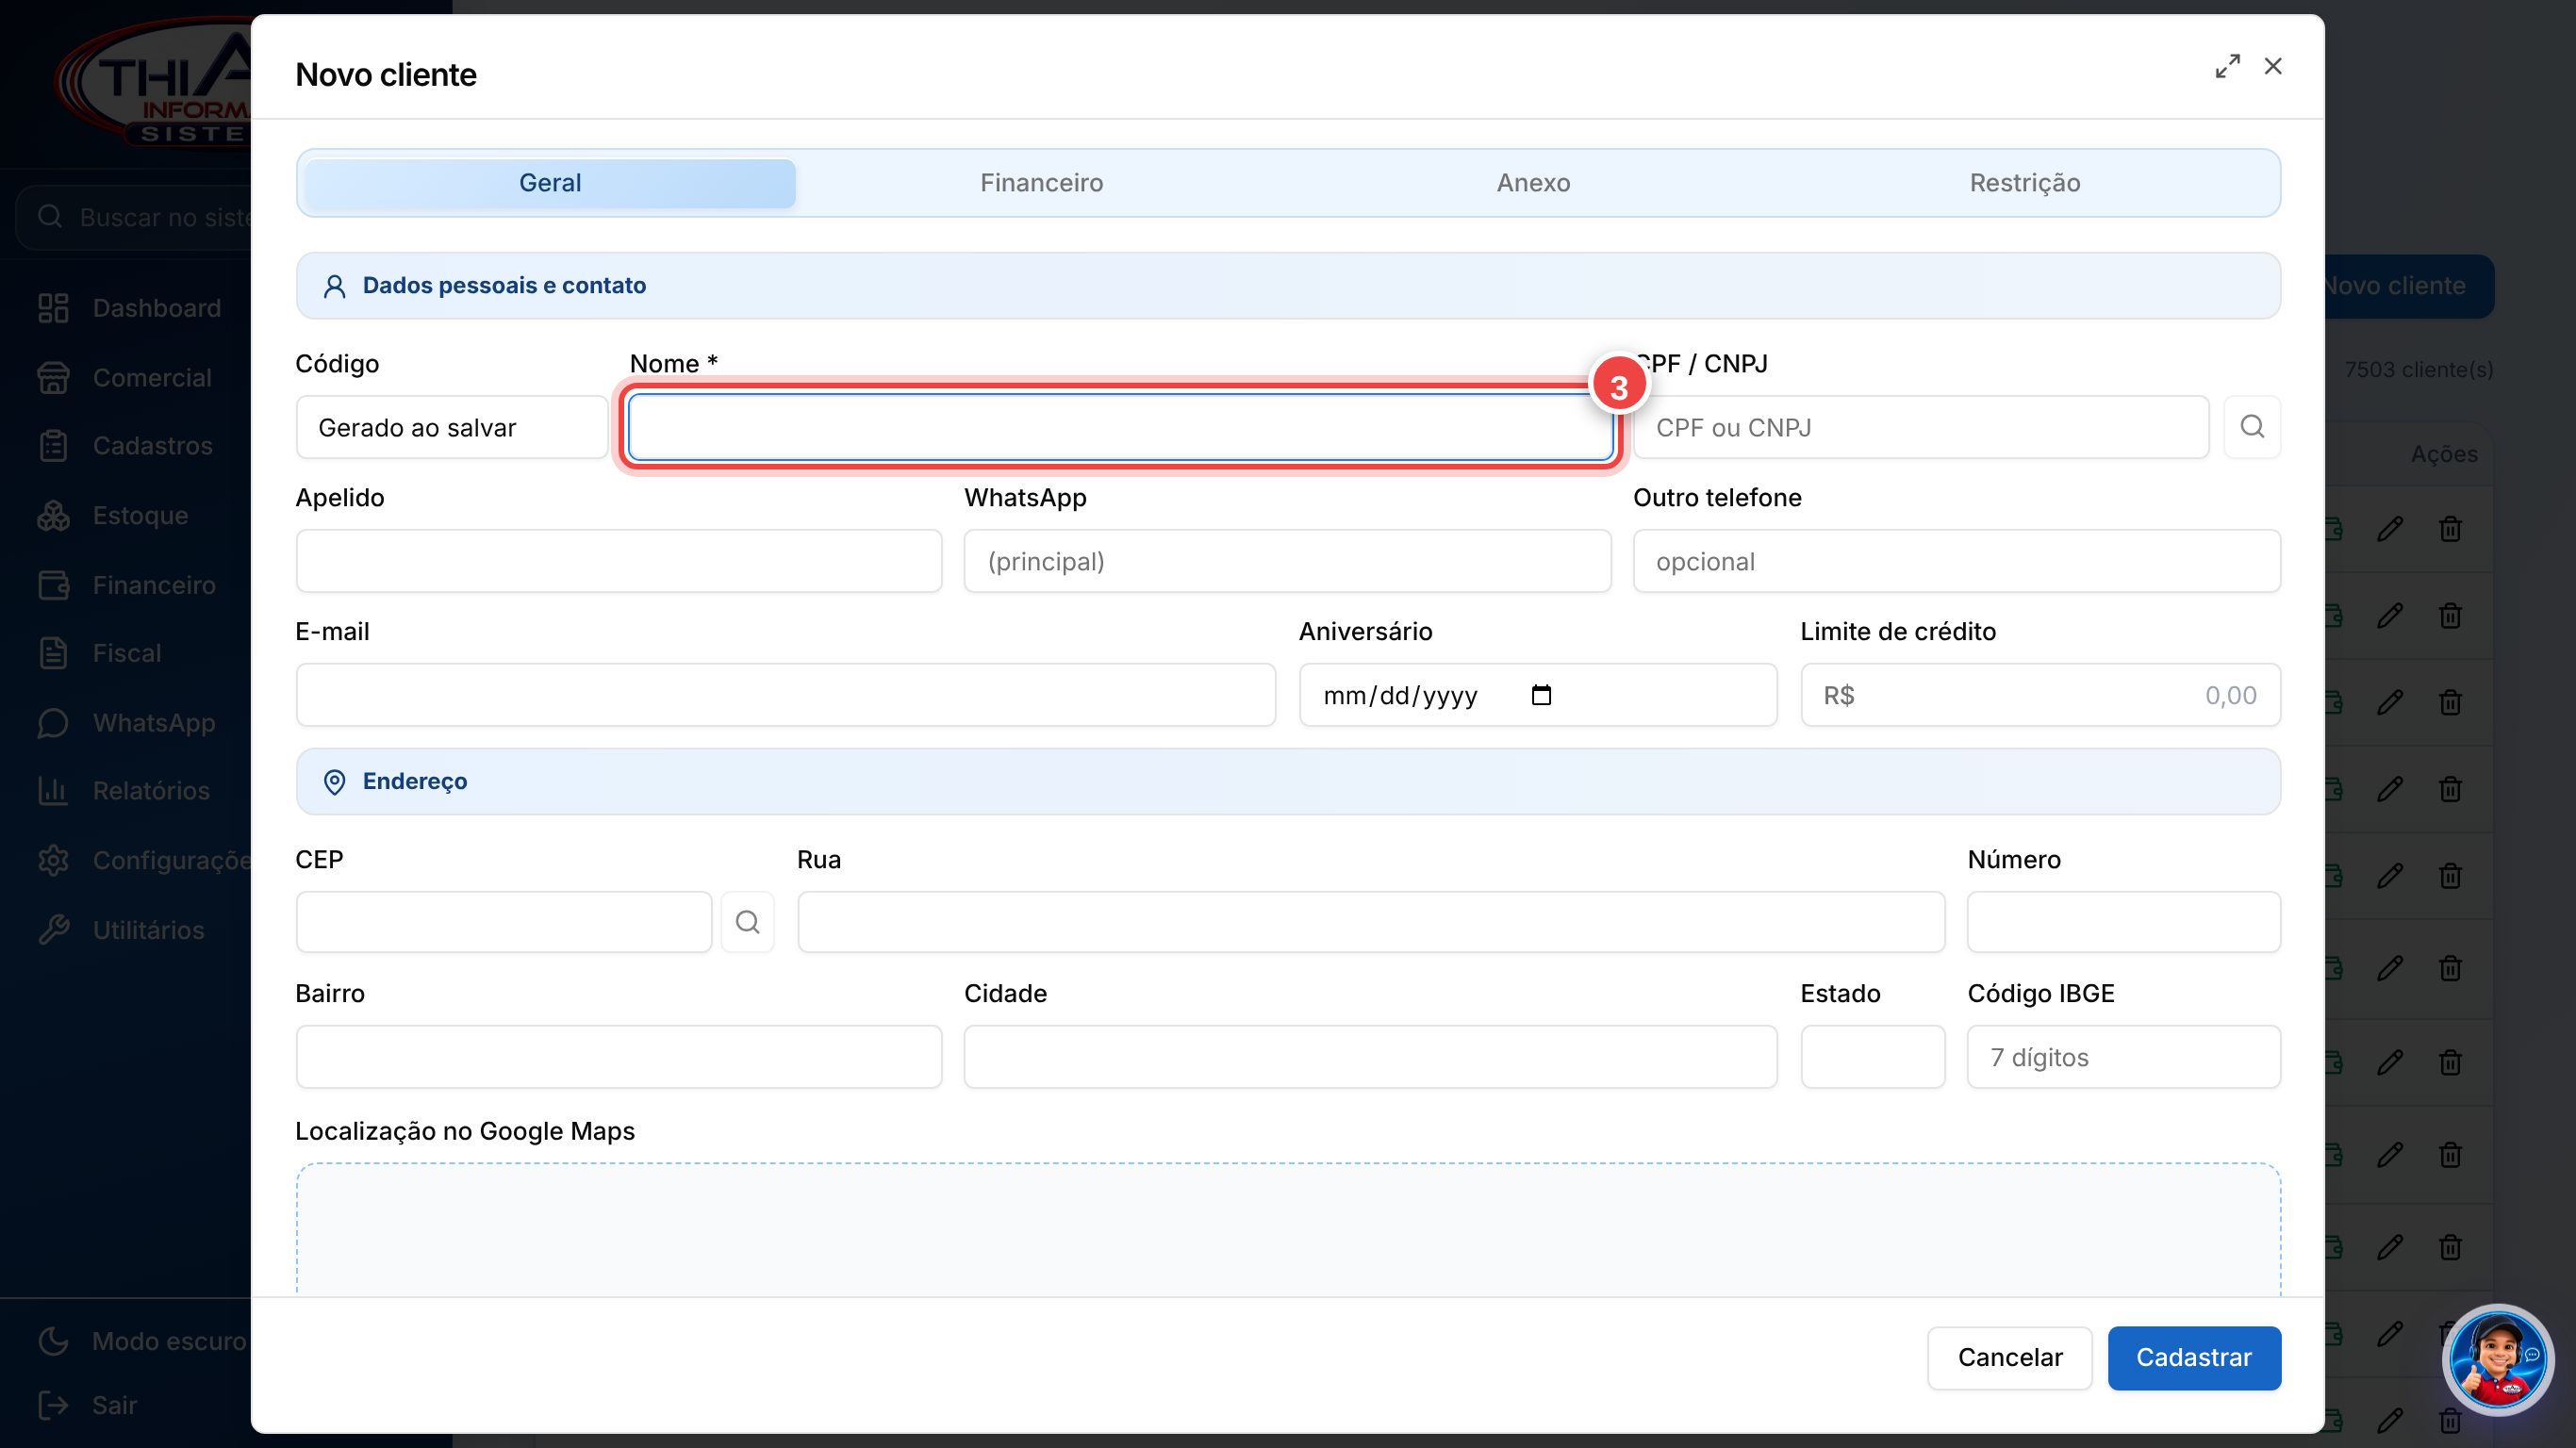 THIA
INFORMA
SISTE
Buscar no siste
Dashboard
Comercial
Cadastros
Estoque
Financeiro
Fiscal
WhatsApp
Relatórios
Configuraçõe
Utilitários
Modo escuro
Sair
Novo cliente
Geral
Financeiro
Anexo
Restrição
Dados pessoais e contato
Código
Nome *
CPF / CNPJ
3
Gerado ao salvar
CPF ou CNPJ
Apelido
WhatsApp
Outro telefone
(principal)
opcional
E-mail
Aniversário
Limite de crédito
mm/dd/yyyy
R$
0,00
Endereço
CEP
Rua
Número
Bairro
Cidade
Estado
Código IBGE
7 dígitos
Localização no Google Maps
Cancelar
Cadastrar
Novo cliente
7503 cliente(s)
Ações